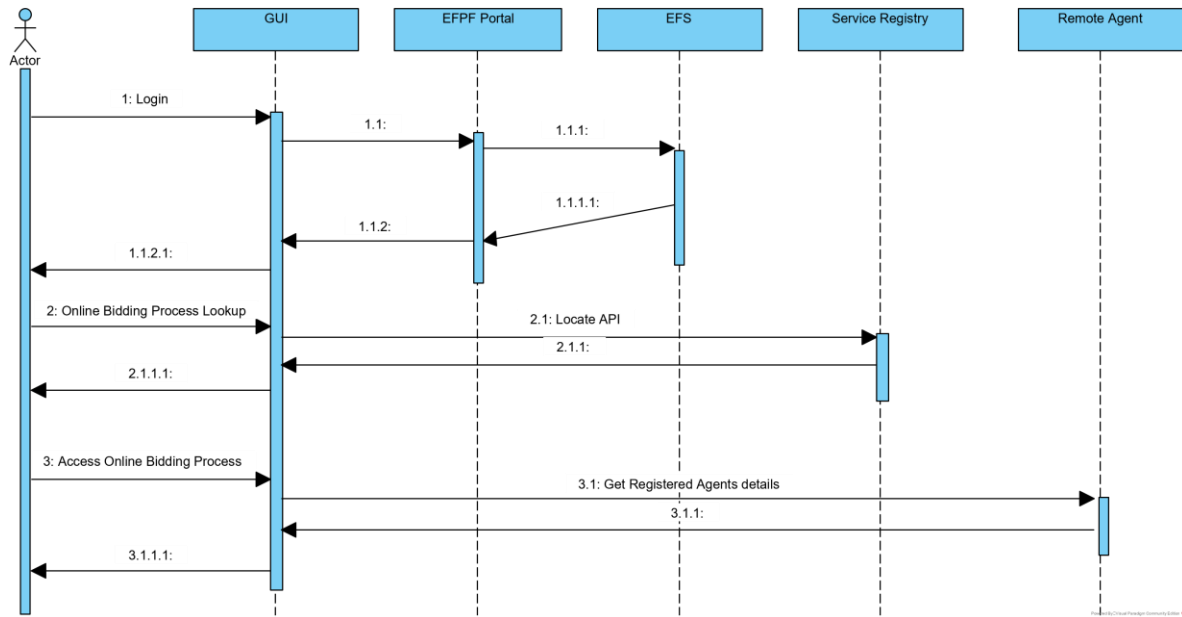 GUI
EFPF Portal
EFS
Service Registry
Remote Agent
Actor
1: Login
1.1:
1.1.1:
1.1.1.1:
1.1.2:
1.1.2.1:
2: Online Bidding Process Lookup
2.1: Locate API
2.1.1:
2.1.1.1:
3: Access Online Bidding Process
3.1: Get Registered Agents details
3.1.1:
3.1.1.1: